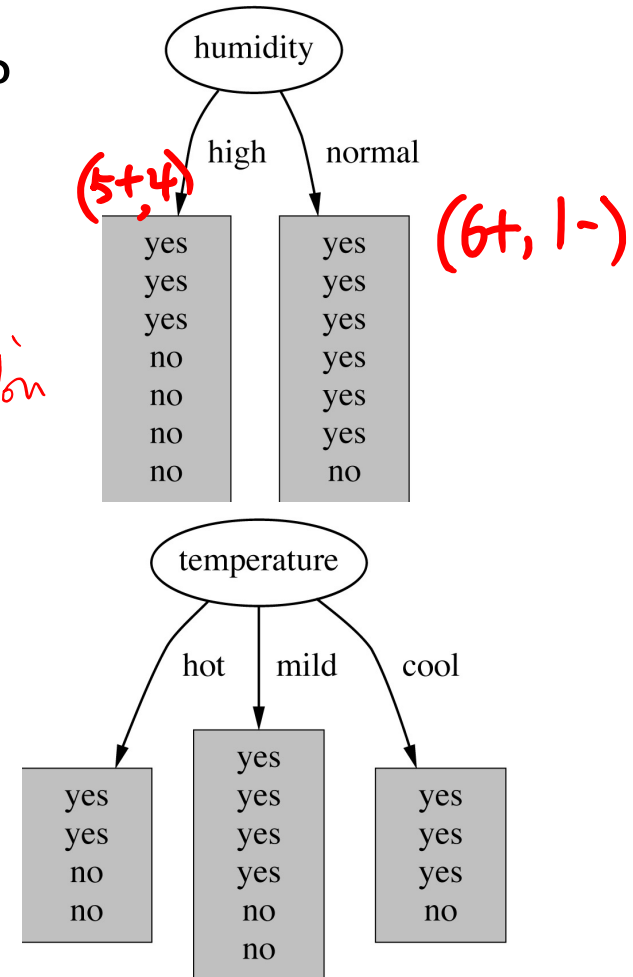 humidity
high normal
(5+,4)
(6+, 1-)
yes yes
yes yes
yes yes
no yes
no yes
no yes
no no
temperature
hot mild cool
yes
yes yes yes
yes yes yes
no yes yes
no no no
no